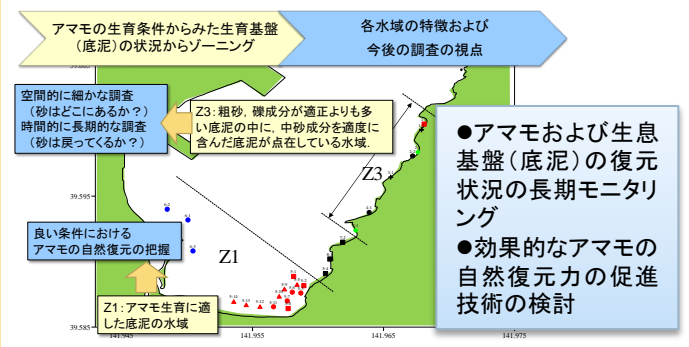 アマモの生育条件からみた生育基盤
(底泥)の状況からゾーニング
各水域の特徴および
今後の調査の視点
空間的に細かな調査
(砂はどこにあるか?)
時間的に長期的な調査
(砂は戻ってくるか?)
Z3:粗砂,礫成分が適正よりも多
い底泥の中に,中砂成分を適度に
含んだ底泥が点在している水域.
●アマモおよび生息
基盤(底泥)の復元
状況の長期モニタリ
ング
●効果的なアマモの
自然復元力の促進
技術の検討
Z3
39.595
良い条件における
アマモの自然復元の把握
Z1
Z1:アマモ生育に適
した底泥の水域
39.585
141.945
141.955
141.965
141.975